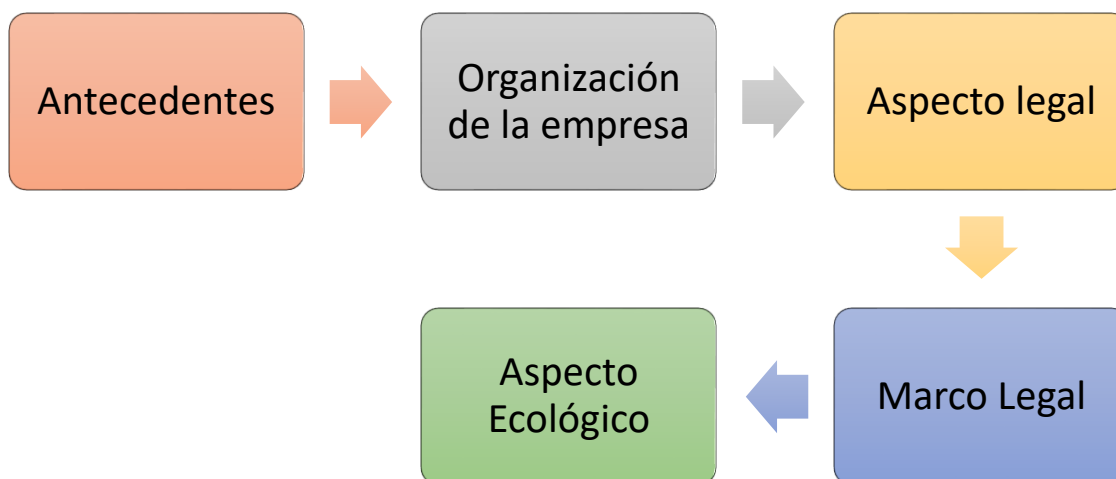 Antecedentes
Organización
de la empresa
Aspecto legal
Marco Legal
Aspecto
Ecológico